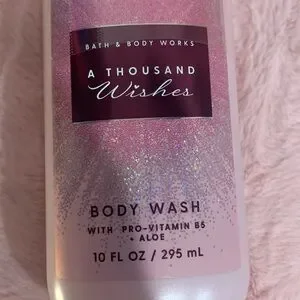 BATH & BODY WORKS
A THOUSAND
Wishes
BODY WASH
WITH PRO-VITAMIN B5
+ ALOE
10 FL OZ / 295 mL